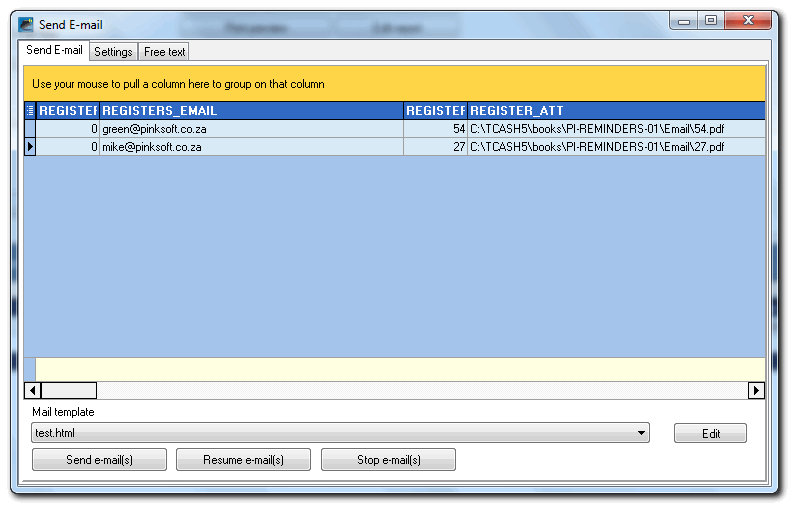 Send E-mail
Send E-mail Settings Free text
Use your mouse to pull a column here to group on that column
REGISTER REGISTERS_EMAIL REGISTER REGISTER_ATT
0 green@pinksoft.co.za 54 C:\TCASH5\books\PI-REMINDERS-01\Email\54.pdf
0 mike@pinksoft.co.za 27 C:\TCASH5\books\PI-REMINDERS-01\Email\27.pdf
Mail template
test.html Edit
Send e-mail(s) Resume e-mail(s) Stop e-mail(s)